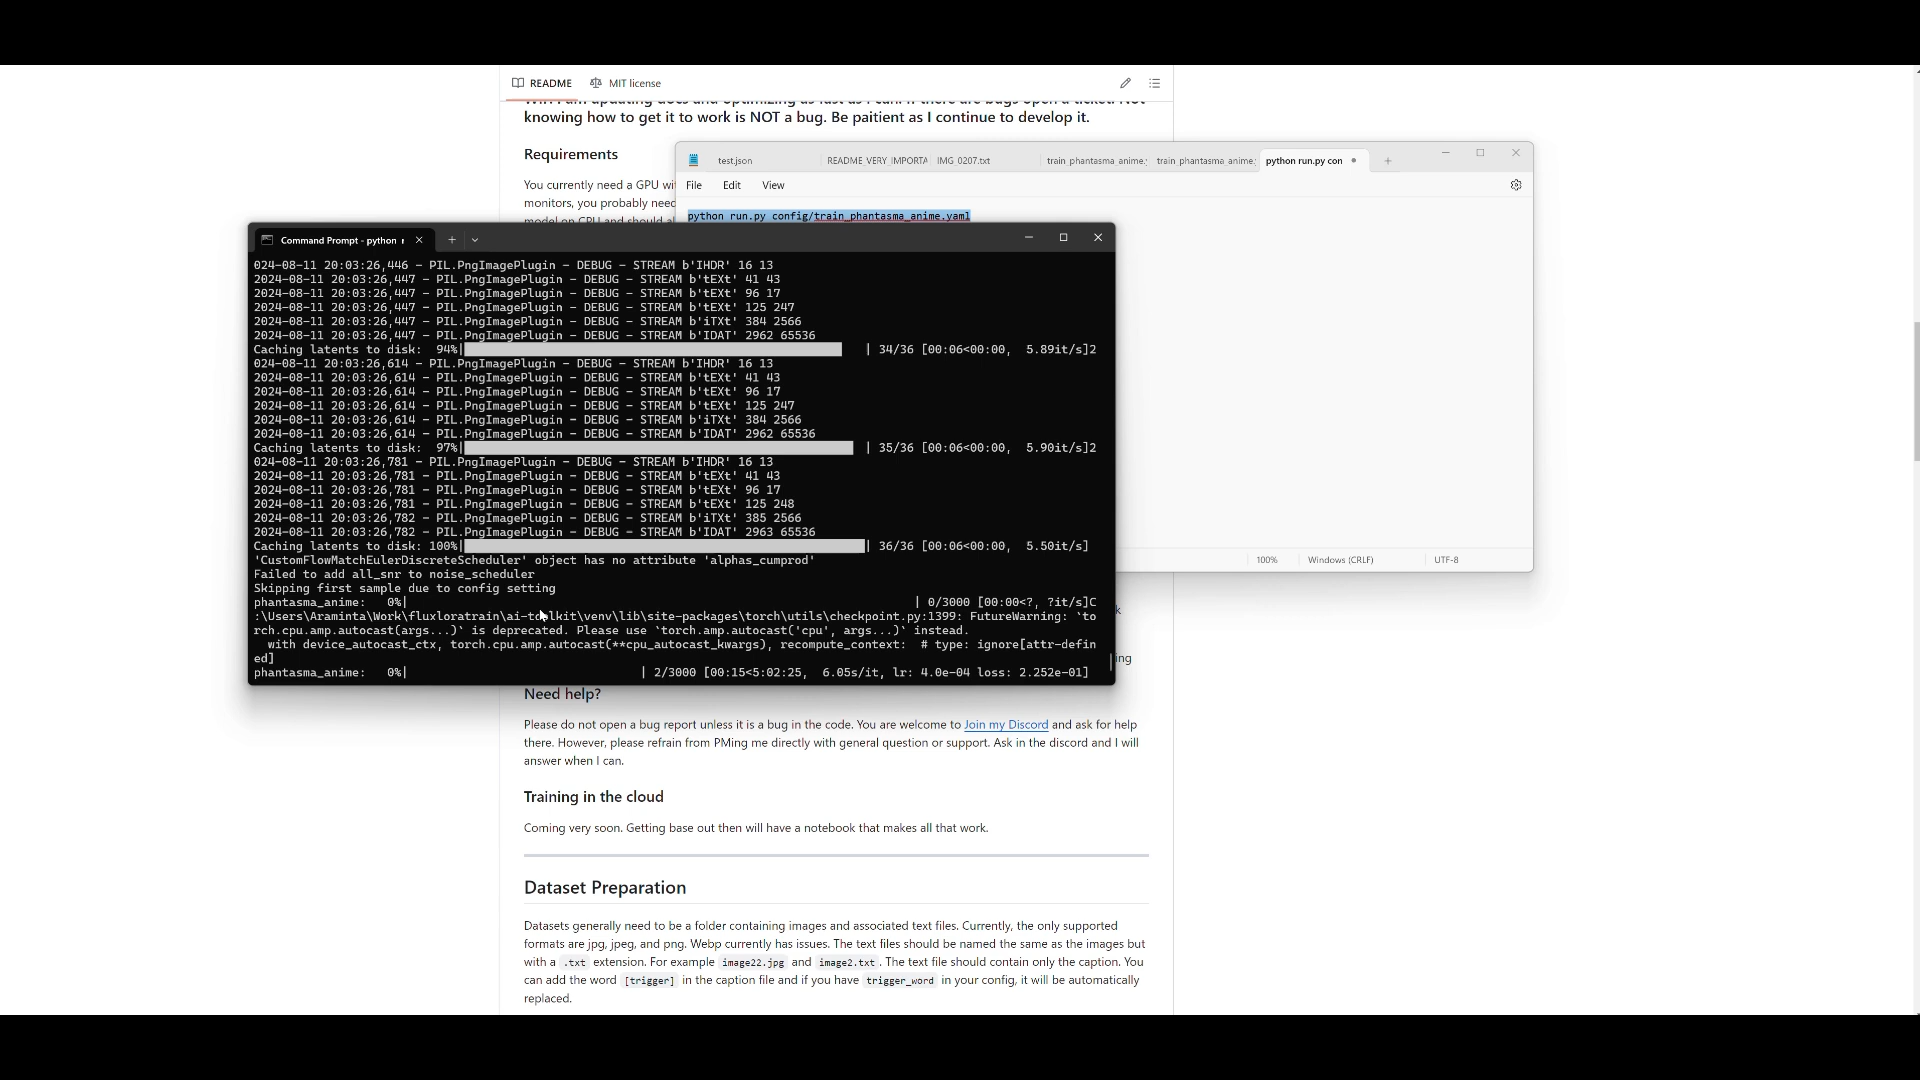 README
MIT license
knowing how to get it to work is NOT a bug. Be paitient as I continue to develop it.
Requirements
You currently need a GPU
monitors, you probably need
test.json
README_VERY_IMPORTA
IMG_0207.txt
train_phantasma_anime.
train_phantasma_anime.
python run.py con
File
Edit
View
python run.py config/train_phantasma_anime.yaml
100%
Windows (CRLF)
UTF-8
Command Prompt - python
024-08-11 20:03:26,446 - PIL.PngImagePlugin - DEBUG - STREAM b'IHDR' 16 13
2024-08-11 20:03:26,447 - PIL.PngImagePlugin - DEBUG - STREAM b'tEXt' 41 43
2024-08-11 20:03:26,447 - PIL.PngImagePlugin - DEBUG - STREAM b'tEXt' 96 17
2024-08-11 20:03:26,447 - PIL.PngImagePlugin - DEBUG - STREAM b'tEXt' 125 247
2024-08-11 20:03:26,447 - PIL.PngImagePlugin - DEBUG - STREAM b'iTXt' 384 2566
2024-08-11 20:03:26,447 - PIL.PngImagePlugin - DEBUG - STREAM b'IDAT' 2962 65536
Caching latents to disk:  94%| | 34/36 [00:06<00:00,  5.89it/s]2
024-08-11 20:03:26,614 - PIL.PngImagePlugin - DEBUG - STREAM b'IHDR' 16 13
2024-08-11 20:03:26,614 - PIL.PngImagePlugin - DEBUG - STREAM b'tEXt' 41 43
2024-08-11 20:03:26,614 - PIL.PngImagePlugin - DEBUG - STREAM b'tEXt' 96 17
2024-08-11 20:03:26,614 - PIL.PngImagePlugin - DEBUG - STREAM b'tEXt' 125 247
2024-08-11 20:03:26,614 - PIL.PngImagePlugin - DEBUG - STREAM b'iTXt' 384 2566
2024-08-11 20:03:26,614 - PIL.PngImagePlugin - DEBUG - STREAM b'IDAT' 2962 65536
Caching latents to disk:  97%| | 35/36 [00:06<00:00,  5.90it/s]2
024-08-11 20:03:26,781 - PIL.PngImagePlugin - DEBUG - STREAM b'IHDR' 16 13
2024-08-11 20:03:26,781 - PIL.PngImagePlugin - DEBUG - STREAM b'tEXt' 41 43
2024-08-11 20:03:26,781 - PIL.PngImagePlugin - DEBUG - STREAM b'tEXt' 96 17
2024-08-11 20:03:26,781 - PIL.PngImagePlugin - DEBUG - STREAM b'tEXt' 125 248
2024-08-11 20:03:26,782 - PIL.PngImagePlugin - DEBUG - STREAM b'iTXt' 385 2566
2024-08-11 20:03:26,782 - PIL.PngImagePlugin - DEBUG - STREAM b'IDAT' 2963 65536
Caching latents to disk: 100%| | 36/36 [00:06<00:00,  5.50it/s]
'CustomFlowMatchEulerDiscreteScheduler' object has no attribute 'alphas_cumprod'
Failed to add all_snr to noise_scheduler
Skipping first sample due to config setting
phantasma_anime:   0%| | 0/3000 [00:00<?, ?it/s]C
:\Users\Araminta\Work\fluxloratrain\ai-toolkit\venv\lib\site-packages\torch\utils\checkpoint.py:1399: FutureWarning: `to
rch.cpu.amp.autocast(args...)` is deprecated. Please use `torch.amp.autocast('cpu', args...)` instead.
with device_autocast_ctx, torch.cpu.amp.autocast(**cpu_autocast_kwargs), recompute_context:  # type: ignore[attr-defin
ed]
phantasma_anime:   0%| | 2/3000 [00:15<5:02:25,  6.05s/it, lr: 4.0e-04 loss: 2.252e-01]
Need help?
Please do not open a bug report unless it is a bug in the code. You are welcome to Join my Discord and ask for help
there. However, please refrain from PMing me directly with general question or support. Ask in the discord and I will
answer when I can.
Training in the cloud
Coming very soon. Getting base out then will have a notebook that makes all that work.
Dataset Preparation
Datasets generally need to be a folder containing images and associated text files. Currently, the only supported
formats are jpg, jpeg, and png. Webp currently has issues. The text files should be named the same as the images but
with a .txt extension. For example image22.jpg and image2.txt. The text file should contain only the caption. You
can add the word [trigger] in the caption file and if you have trigger_word in your config, it will be automatically
replaced.